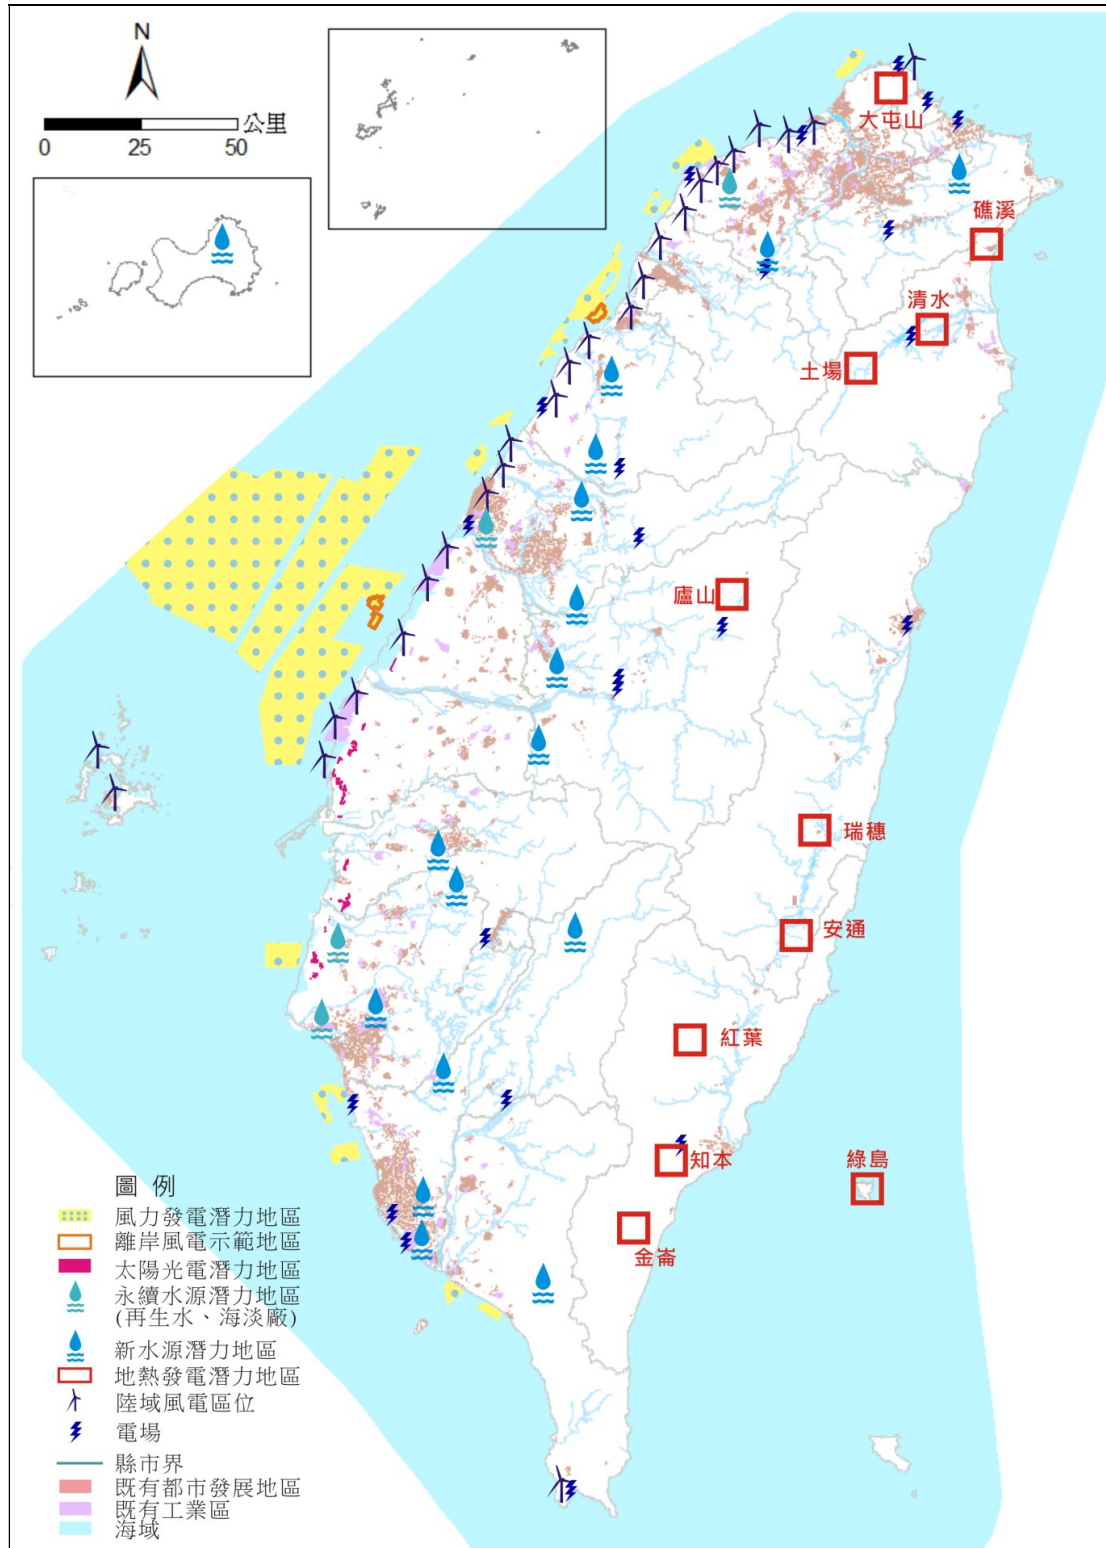 N
公里
0 25 50
大屯山
礁溪
清水
土場
廬山
瑞穗
安通
紅葉
知本
綠島
金崙
圖 例
風力發電潛力地區
離岸風電示範地區
太陽光電潛力地區
永續水源潛力地區
(再生水、海淡廠)
新水源潛力地區
地熱發電潛力地區
陸域風電區位
電場
縣市界
既有都市發展地區
既有工業區
海域